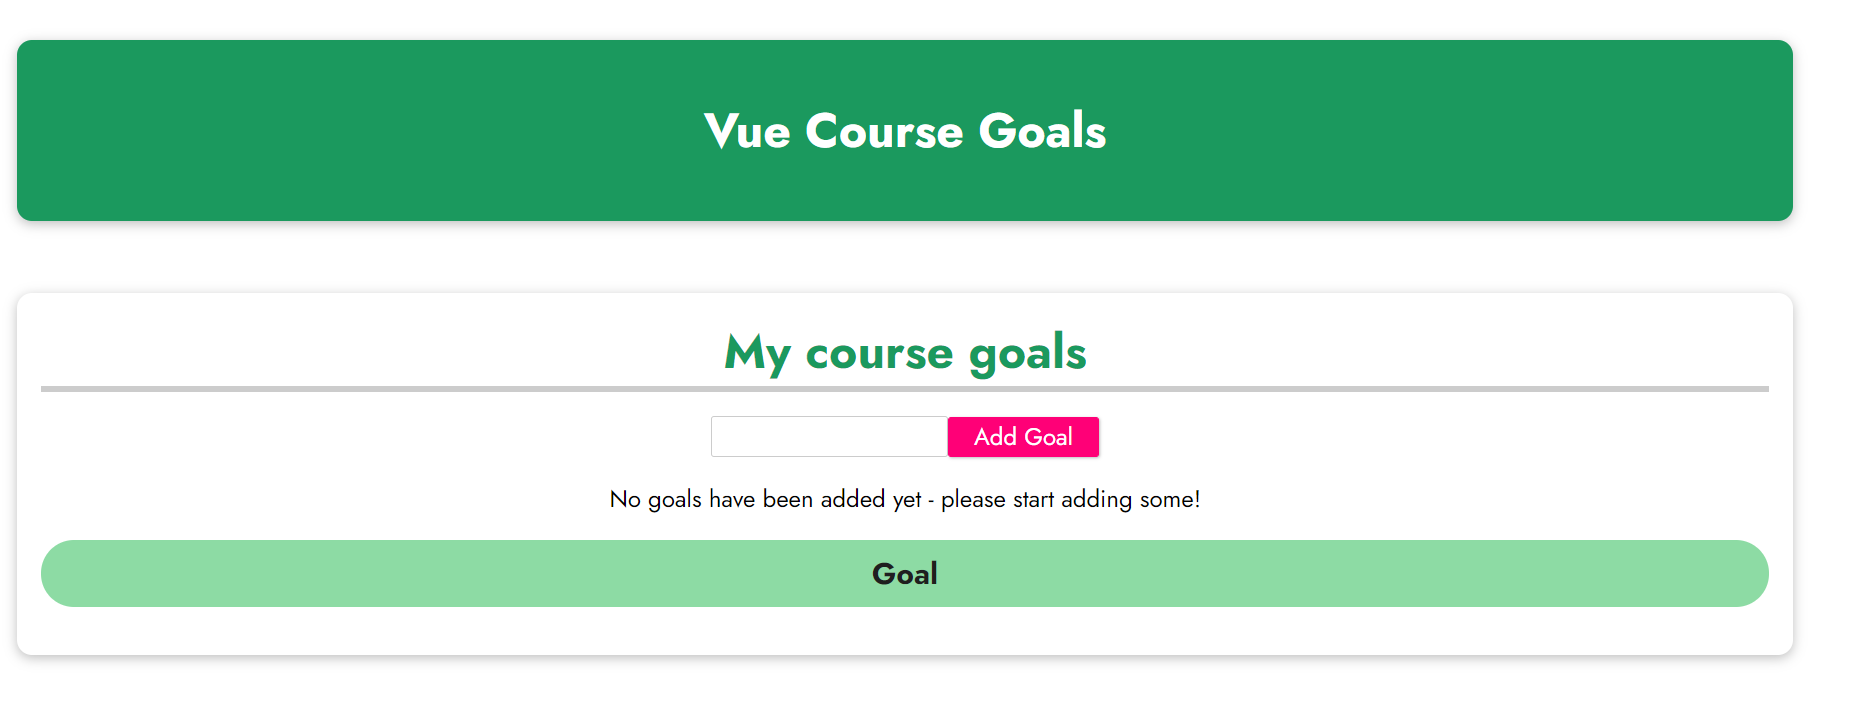 Vue Course Goals
My course goals
Add Goal
No goals have been added yet - please start adding some!
Goal